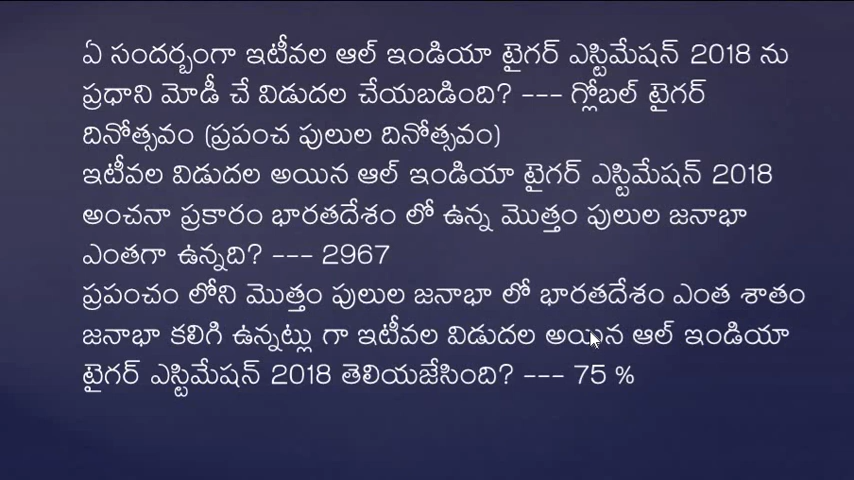 ఏ సందర్బంగా ఇటీవల ఆల్ ఇండియా టైగర్ ఎస్టిమేషన్ 2018 ను
ప్రధాని మోడీ చే విడుదల చేయబడింది? --- గ్లోబల్ టైగర్
దినోత్సవం (ప్రపంచ పులుల దినోత్సవం)
ఇటీవల విడుదల అయిన ఆల్ ఇండియా టైగర్ ఎస్టిమేషన్ 2018
అంచనా ప్రకారం భారతదేశం లో ఉన్న మొత్తం పులుల జనాభా
ఎంతగా ఉన్నది? --- 2967
ప్రపంచం లోని మొత్తం పులుల జనాభా లో భారతదేశం ఎంత శాతం
జనాభా కలిగి ఉన్నట్లు గా ఇటీవల విడుదల అయిన ఆల్ ఇండియా
టైగర్ ఎస్టిమేషన్ 2018 తెలియజేసింది? --- 75 %